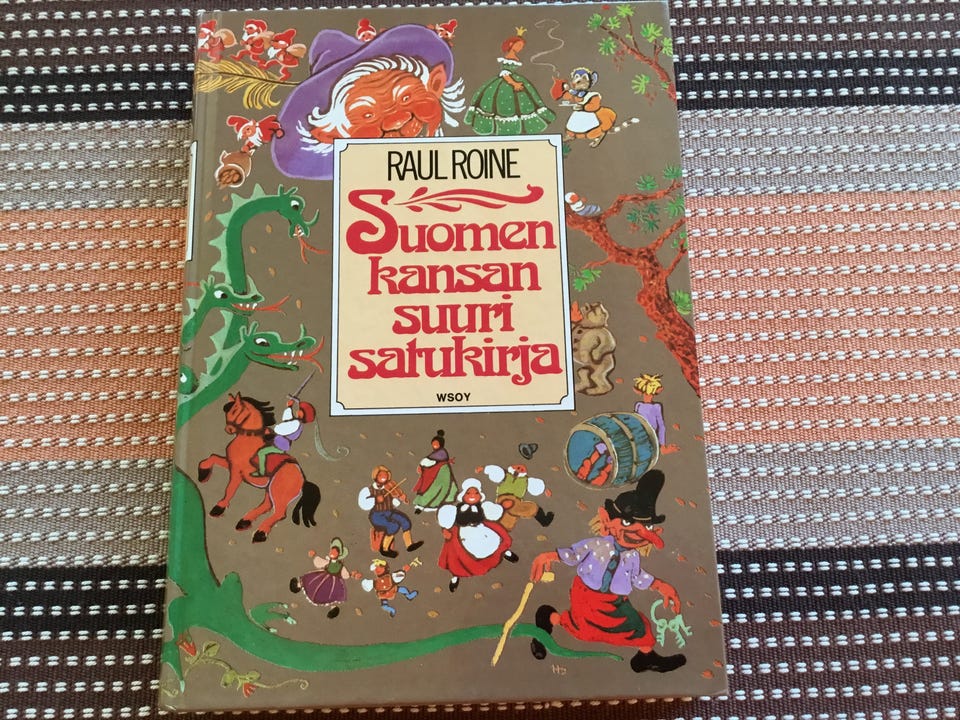 RAUL ROINE
Suomen
kansan
suuri
satukirja
WSOY